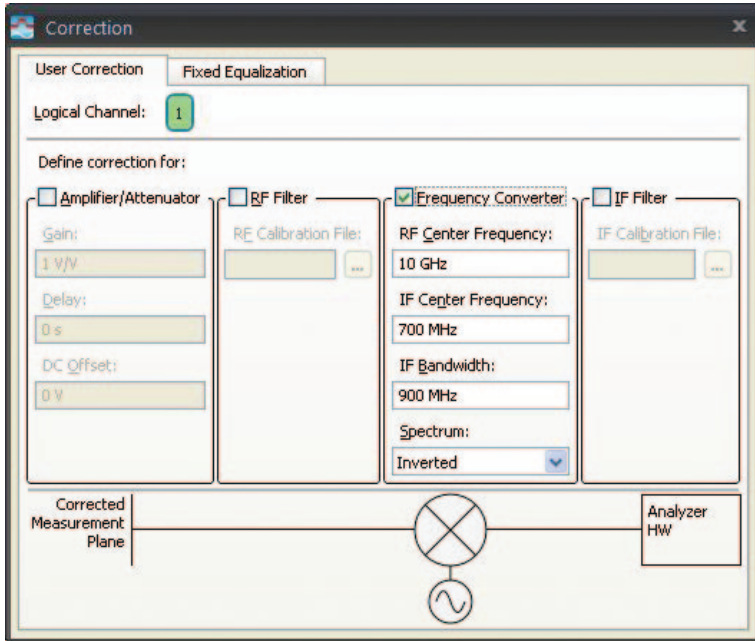 Correction
User Correction
Fixed Equalization
Logical Channel:
1
Define correction for:
Amplifier/Attenuator
Gain:
1 V/V
Delay:
0 s
DC Offset:
0 V
RF Filter
RF Calibration File:
...
Frequency Converter
RF Center Frequency:
10 GHz
IF Center Frequency:
700 MHz
IF Bandwidth:
900 MHz
Spectrum:
Inverted
IF Filter
IF Calibration File:
...
Corrected
Measurement
Plane
Analyzer
HW